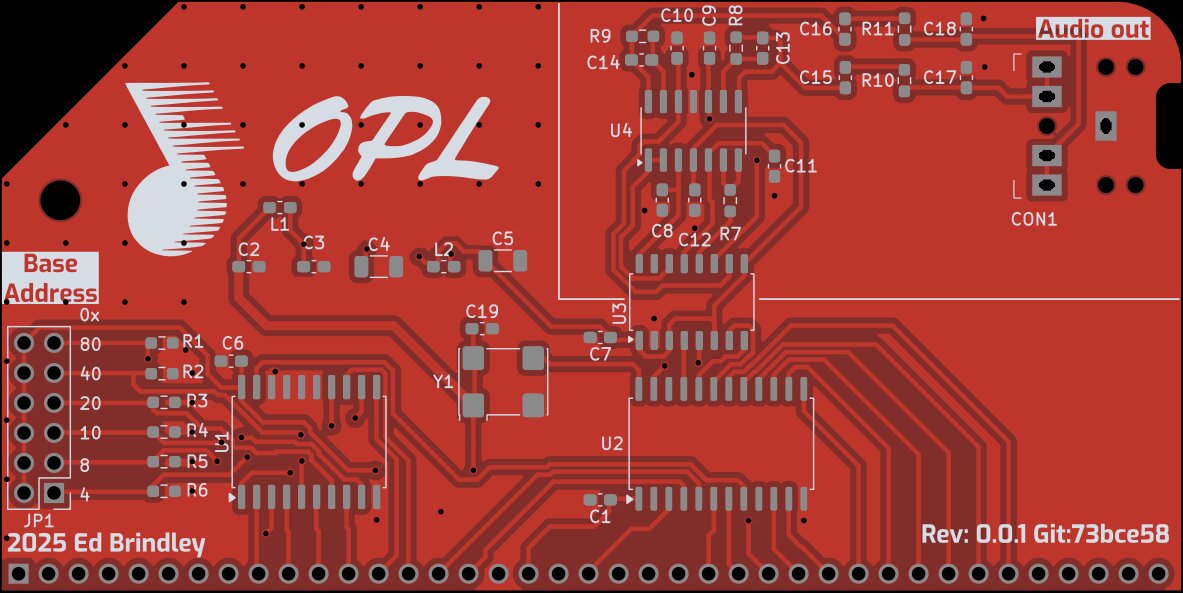 C10
C9
R8
R9
C14
C13
C16
R11
C18
Audio out
C15
R10
C17
OPL
U4
C11
CON1
C8
C12
R7
L1
C2
C3
C4
L2
C5
Base
Address
0x
80
40
20
10
8
4
JP1
R1
R2
R3
R4
R5
R6
C6
U1
C19
Y1
C7
U3
U2
C1
2025 Ed Brindley
Rev: 0.0.1 Git:73bce58